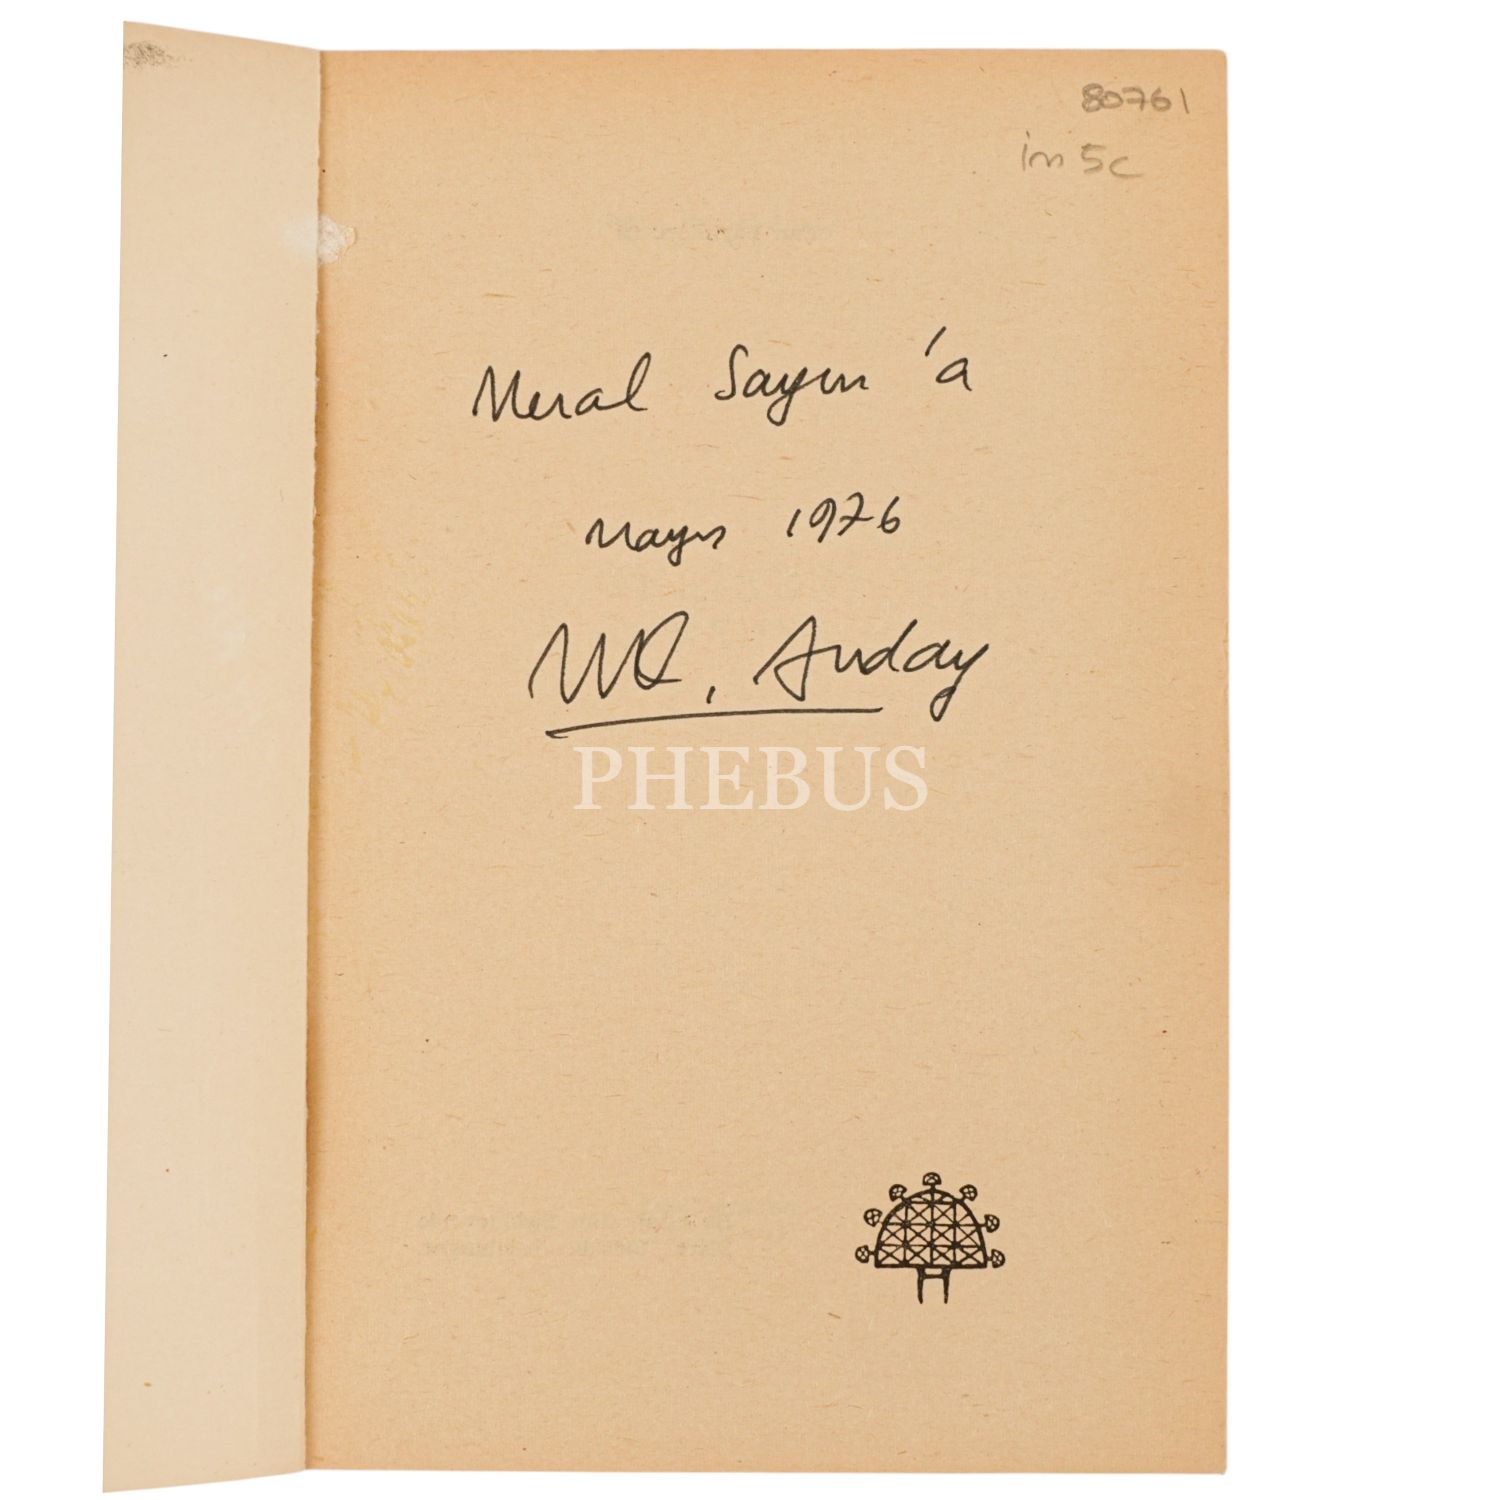 80761
im 5c
Meral Sayın'a
Mayıs 1976
M.C. Anday
PHEBUS